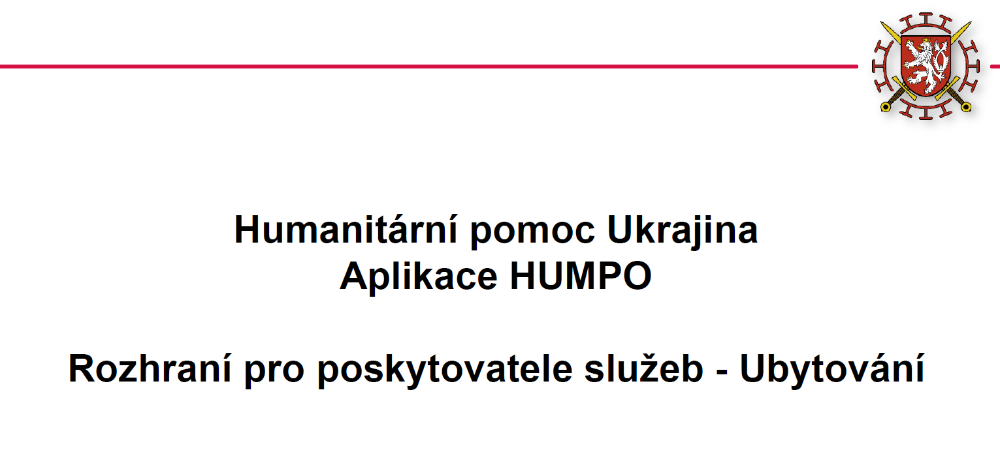 Humanitární pomoc Ukrajina
Aplikace HUMPO
Rozhraní pro poskytovatele služeb - Ubytování